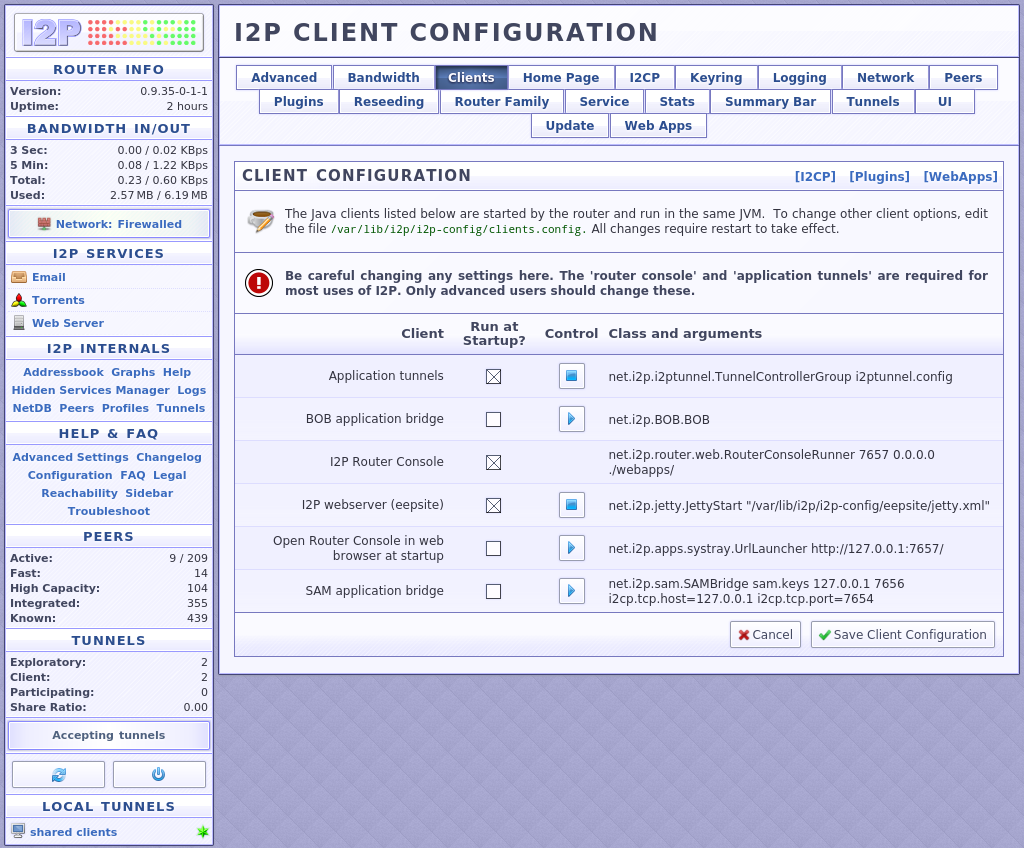 I2P
ROUTER INFO
Version: 0.9.35-0-1-1
Uptime: 2 hours
BANDWIDTH IN/OUT
3 Sec: 0.00 / 0.02 KBps
5 Min: 0.08 / 1.22 KBps
Total: 0.23 / 0.60 KBps
Used: 2.57 MB / 6.19 MB
Network: Firewalled
I2P SERVICES
Email
Torrents
Web Server
I2P INTERNALS
Addressbook Graphs Help
Hidden Services Manager Logs
NetDB Peers Profiles Tunnels
HELP & FAQ
Advanced Settings Changelog
Configuration FAQ Legal
Reachability Sidebar
Troubleshoot
PEERS
Active: 9 / 209
Fast: 14
High Capacity: 104
Integrated: 355
Known: 439
TUNNELS
Exploratory: 2
Client: 2
Participating: 0
Share Ratio: 0.00
Accepting tunnels
LOCAL TUNNELS
shared clients
I2P CLIENT CONFIGURATION
Advanced Bandwidth Clients Home Page I2CP Keyring Logging Network Peers
Plugins Reseeding Router Family Service Stats Summary Bar Tunnels UI
Update Web Apps
CLIENT CONFIGURATION [I2CP] [Plugins] [WebApps]
The Java clients listed below are started by the router and run in the same JVM. To change other client options, edit
the file /var/lib/i2p/i2p-config/clients.config. All changes require restart to take effect.
Be careful changing any settings here. The 'router console' and 'application tunnels' are required for
most uses of I2P. Only advanced users should change these.
Client Run at Startup? Control Class and arguments
Application tunnels net.i2p.i2ptunnel.TunnelControllerGroup i2ptunnel.config
BOB application bridge net.i2p.BOB.BOB
I2P Router Console net.i2p.router.web.RouterConsoleRunner 7657 0.0.0.0
./webapps/
I2P webserver (eepsite) net.i2p.jetty.JettyStart "/var/lib/i2p/i2p-config/eepsite/jetty.xml"
Open Router Console in web
browser at startup net.i2p.apps.systray.UrlLauncher http://127.0.0.1:7657/
SAM application bridge net.i2p.sam.SAMBridge sam.keys 127.0.0.1 7656
i2cp.tcp.host=127.0.0.1 i2cp.tcp.port=7654
Cancel Save Client Configuration